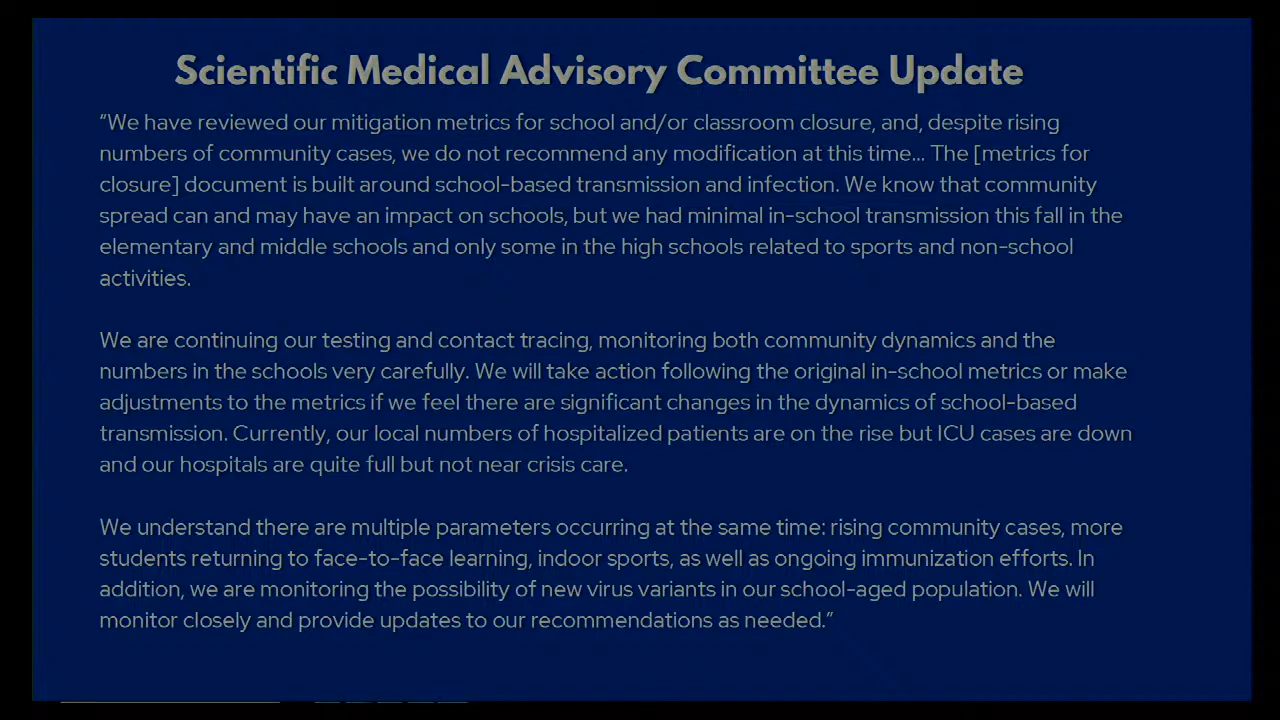 Scientific Medical Advisory Committee Update
“We have reviewed our mitigation metrics for school and/or classroom closure, and, despite rising
numbers of community cases, we do not recommend any modification at this time... The [metrics for
closure] document is built around school-based transmission and infection. We know that community
spread can and may have an impact on schools, but we had minimal in-school transmission this fall in the
elementary and middle schools and only some in the high schools related to sports and non-school
activities.
We are continuing our testing and contact tracing, monitoring both community dynamics and the
numbers in the schools very carefully. We will take action following the original in-school metrics or make
adjustments to the metrics if we feel there are significant changes in the dynamics of school-based
transmission. Currently, our local numbers of hospitalized patients are on the rise but ICU cases are down
and our hospitals are quite full but not near crisis care.
We understand there are multiple parameters occurring at the same time: rising community cases, more
students returning to face-to-face learning, indoor sports, as well as ongoing immunization efforts. In
addition, we are monitoring the possibility of new virus variants in our school-aged population. We will
monitor closely and provide updates to our recommendations as needed.”